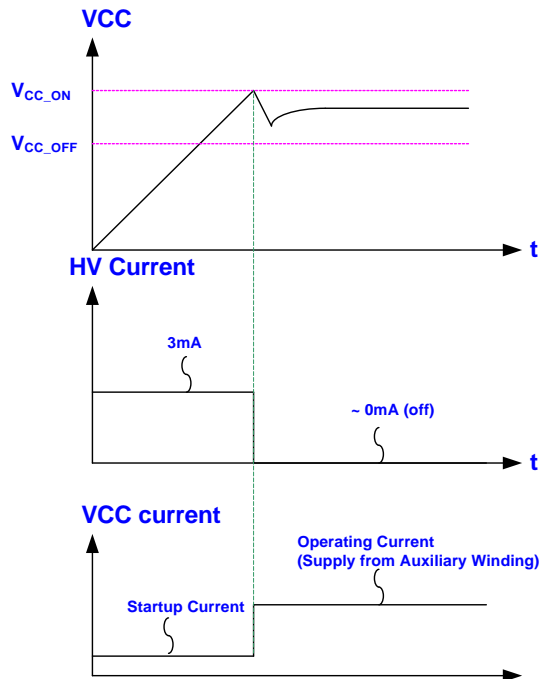 VCC
VCC_ON
VCC_OFF
t
HV Current
3mA
~ 0mA (off)
t
VCC current
Operating Current
(Supply from Auxiliary Winding)
Startup Current